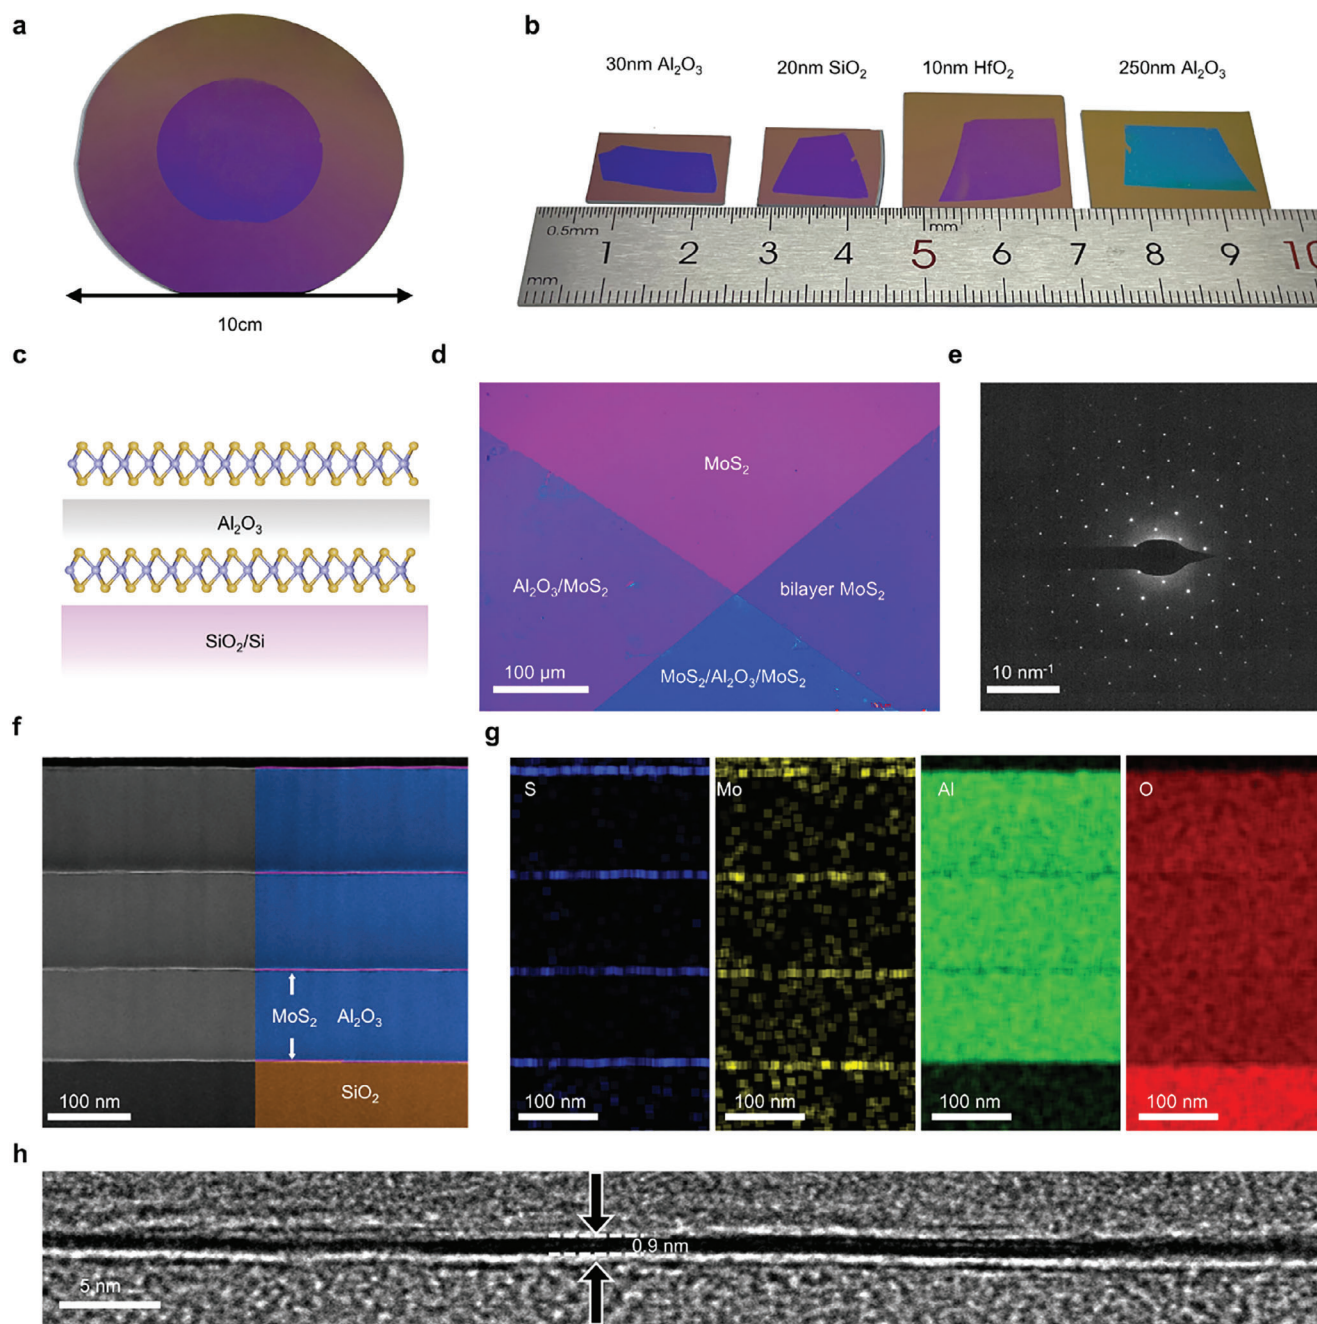 a
10cm
b
30nm Al₂O₃
20nm SiO₂
10nm HfO₂
250nm Al₂O₃
0.5mm
mm
1 2 3 4 5 6 7 8 9 10
mm
c
Al₂O₃
SiO₂/Si
d
MoS₂
Al₂O₃/MoS₂
bilayer MoS₂
MoS₂/Al₂O₃/MoS₂
100 µm
e
10 nm⁻¹
f
MoS₂
Al₂O₃
SiO₂
100 nm
g
S
Mo
Al
O
100 nm
100 nm
100 nm
100 nm
h
0.9 nm
5 nm